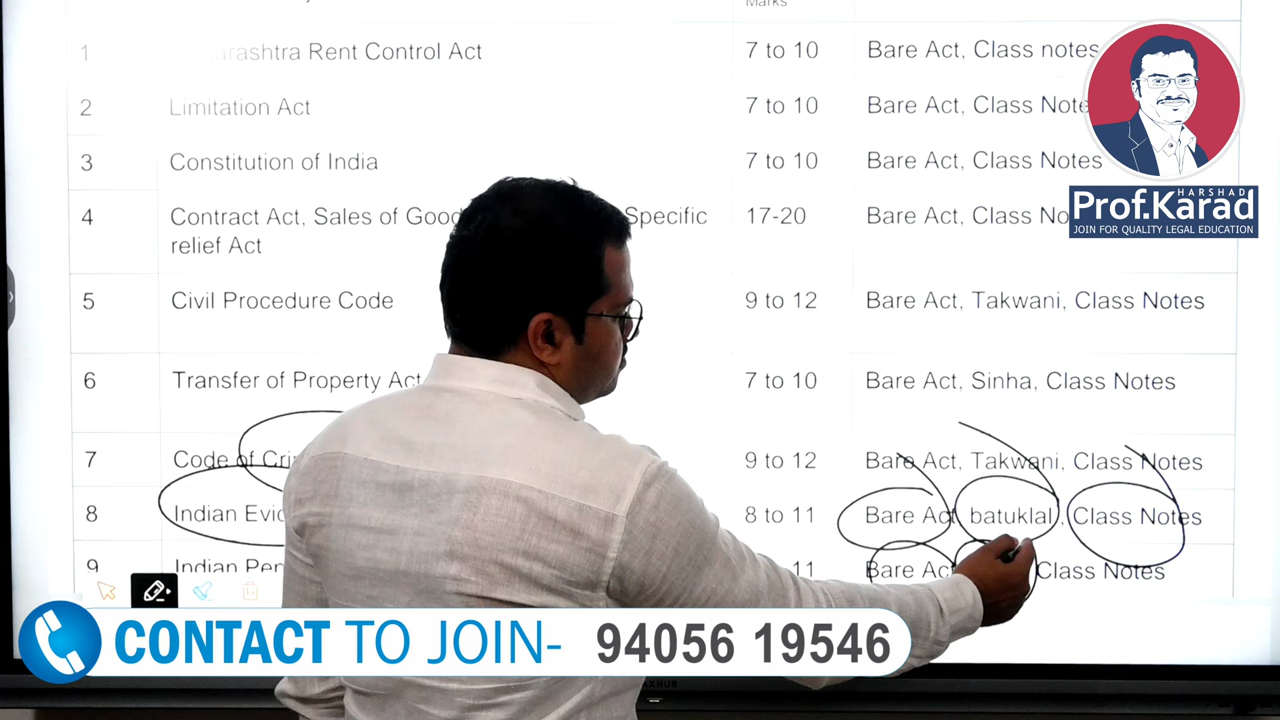 Marks
1 rashtra Rent Control Act 7 to 10 Bare Act, Class notes
2 Limitation Act 7 to 10 Bare Act, Class Note
3 Constitution of India 7 to 10 Bare Act, Class Notes
4 Contract Act, Sales of Good Specific 17-20 Bare Act, Class No
relief Act
5 Civil Procedure Code 9 to 12 Bare Act, Takwani, Class Notes
6 Transfer of Property Act 7 to 10 Bare Act, Sinha, Class Notes
7 Code of Cri 9 to 12 Bare Act, Takwani, Class Notes
8 Indian Evid 8 to 11 Bare Act batuklal, Class Notes
9 Indian Pen 11 Bare Act Class Notes
HARSHAD
Prof.Karad
JOIN FOR QUALITY LEGAL EDUCATION
CONTACT TO JOIN- 94056 19546